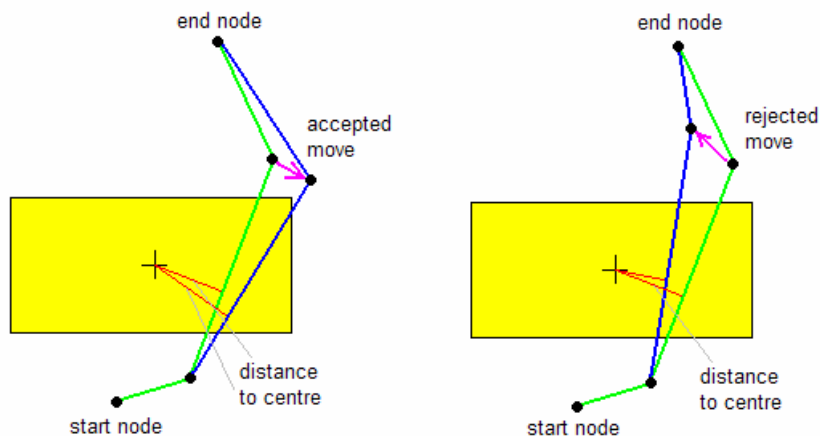 end node
accepted
move
distance
to centre
start node
end node
rejected
move
distance
to centre
start node